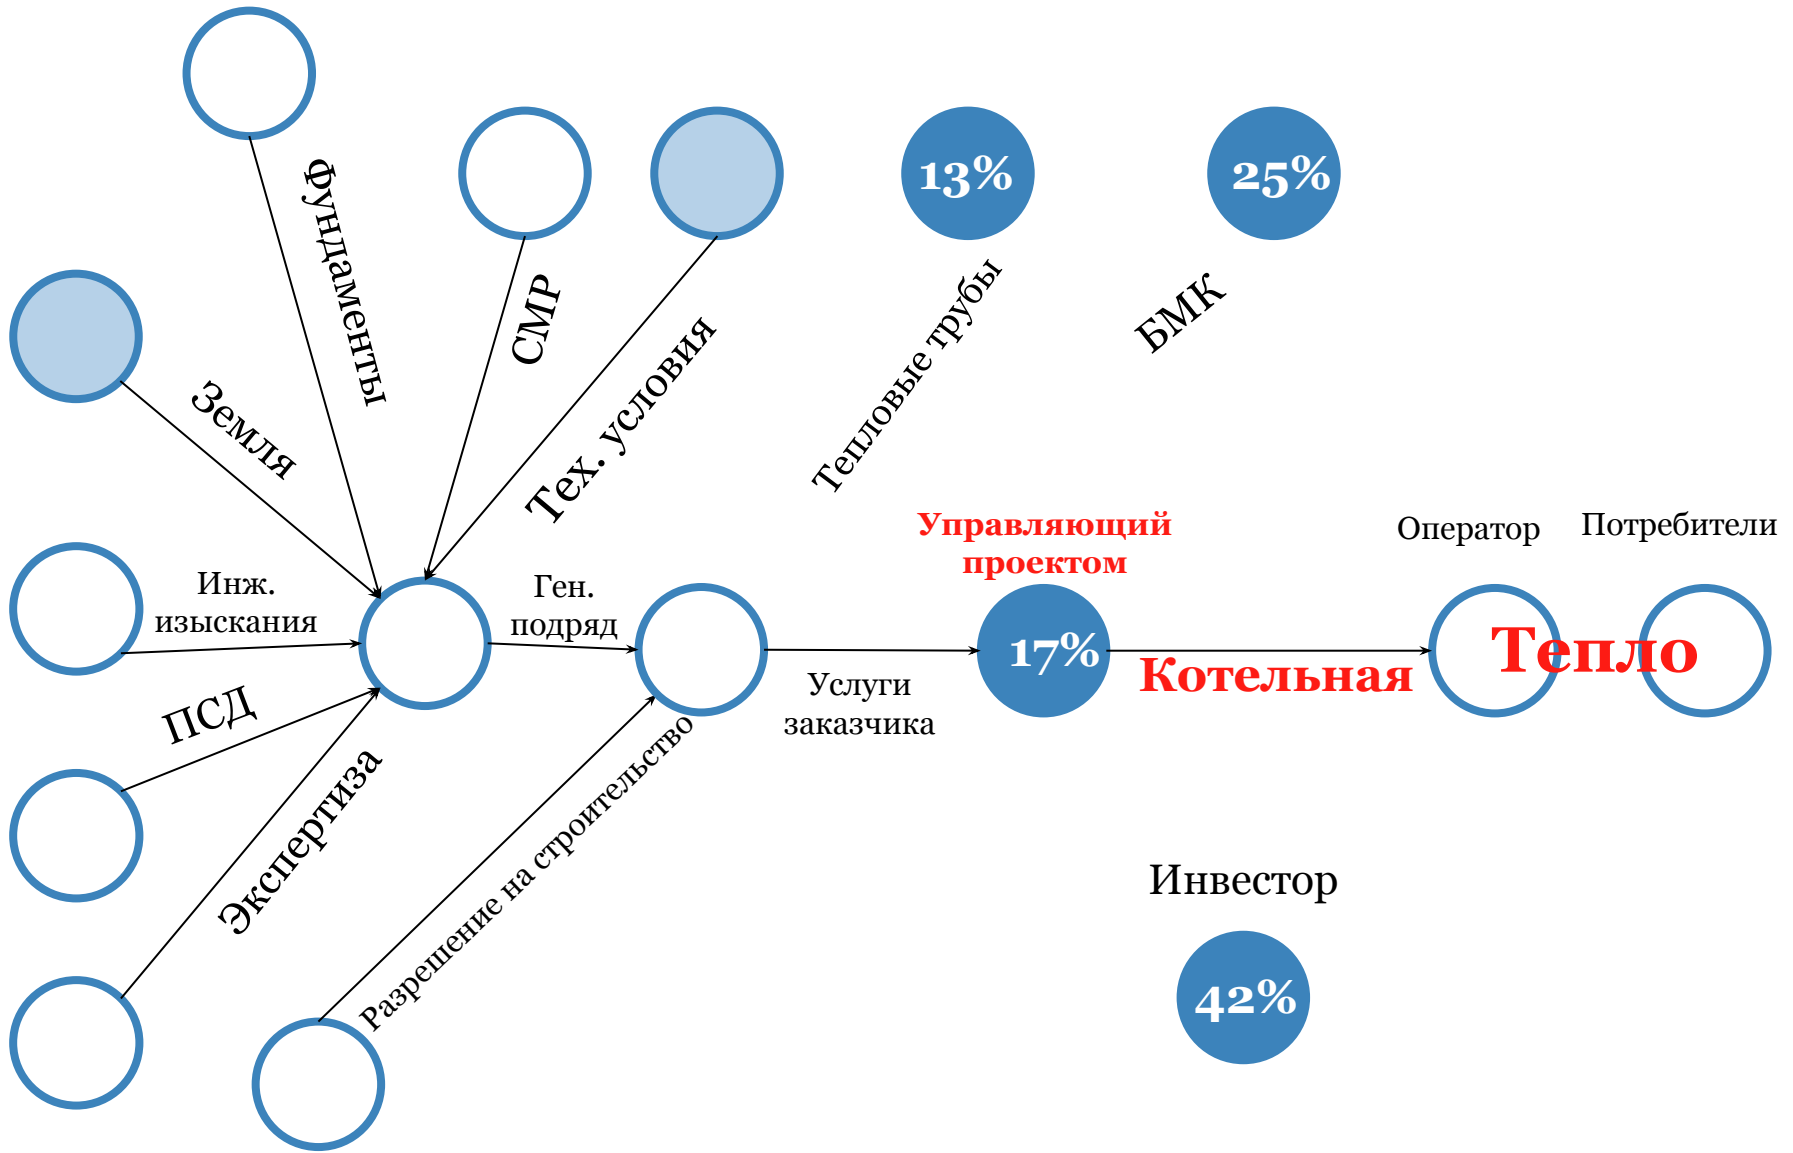 13%
25%
Фундаменты
СМР
Тех. условия
Тепловые трубы
БМК
Земля
Управляющий
проектом
Оператор
Потребители
Инж.
изыскания
Ген.
подряд
17%
Котельная
Тепло
Услуги
заказчика
ПСД
Экспертиза
Разрешение на строительство
Инвестор
42%